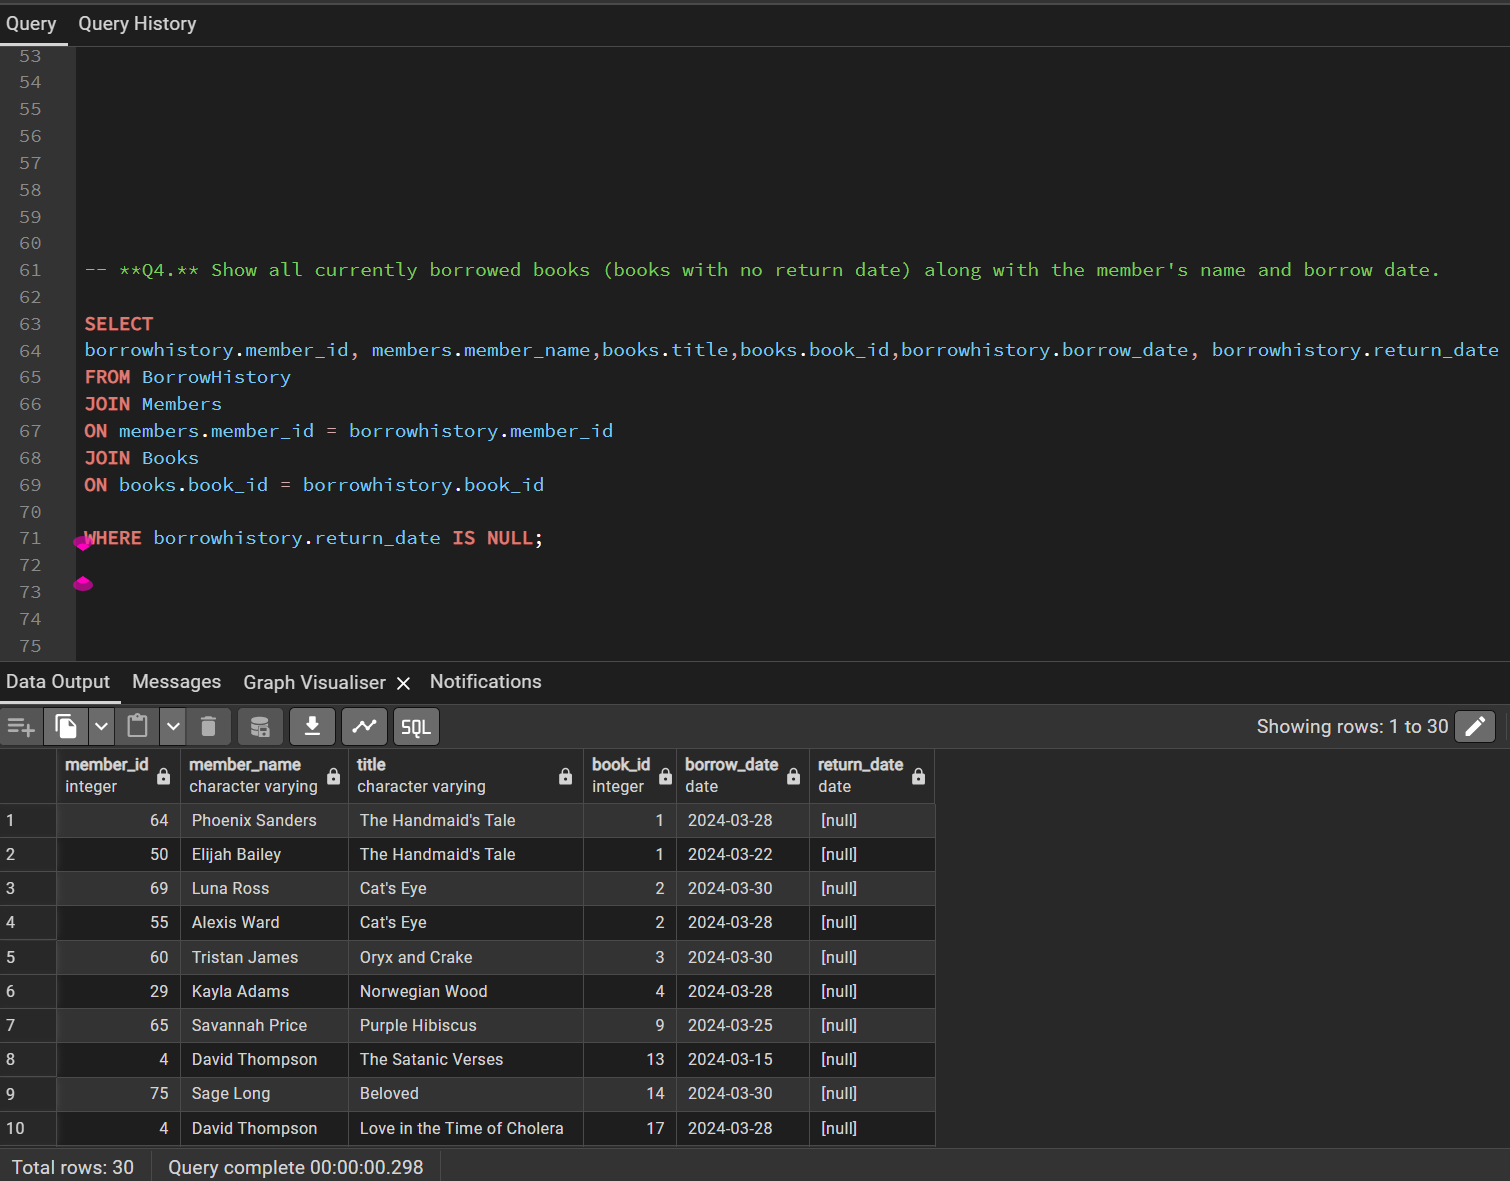 Query Query History
53
54
55
56
57
58
59
60
61 -- **Q4.** Show all currently borrowed books (books with no return date) along with the member's name and borrow date.
62
63 SELECT
64 borrowhistory.member_id, members.member_name,books.title,books.book_id,borrowhistory.borrow_date, borrowhistory.return_date
65 FROM BorrowHistory
66 JOIN Members
67 ON members.member_id = borrowhistory.member_id
68 JOIN Books
69 ON books.book_id = borrowhistory.book_id
70
71 WHERE borrowhistory.return_date IS NULL;
72
73
74
75
Data Output Messages Graph Visualiser Notifications
SQL Showing rows: 1 to 30
member_id member_name title book_id borrow_date return_date
integer character varying character varying integer date date
1 64 Phoenix Sanders The Handmaid's Tale 1 2024-03-28 [null]
2 50 Elijah Bailey The Handmaid's Tale 1 2024-03-22 [null]
3 69 Luna Ross Cat's Eye 2 2024-03-30 [null]
4 55 Alexis Ward Cat's Eye 2 2024-03-28 [null]
5 60 Tristan James Oryx and Crake 3 2024-03-30 [null]
6 29 Kayla Adams Norwegian Wood 4 2024-03-28 [null]
7 65 Savannah Price Purple Hibiscus 9 2024-03-25 [null]
8 4 David Thompson The Satanic Verses 13 2024-03-15 [null]
9 75 Sage Long Beloved 14 2024-03-30 [null]
10 4 David Thompson Love in the Time of Cholera 17 2024-03-28 [null]
Total rows: 30 Query complete 00:00:00.298